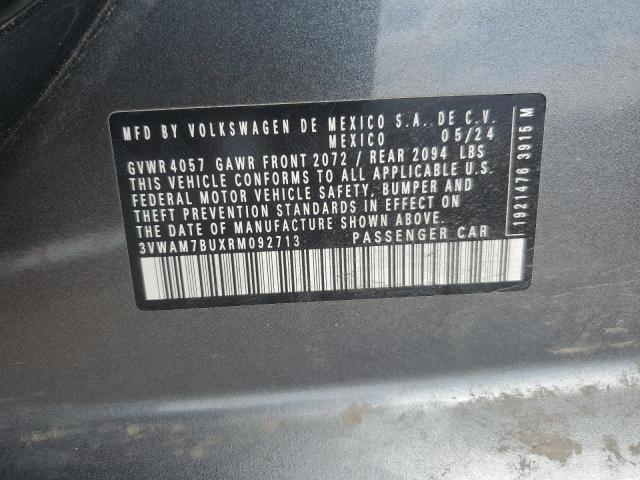 MFD BY VOLKSWAGEN DE MEXICO S.A. DE C.V.
MEXICO 05/24
GVWR 4057 GAWR FRONT 2072 / REAR 2094 LBS
THIS VEHICLE CONFORMS TO ALL APPLICABLE U.S.
FEDERAL MOTOR VEHICLE SAFETY, BUMPER AND
THEFT PREVENTION STANDARDS IN EFFECT ON
THE DATE OF MANUFACTURE SHOWN ABOVE
3VWAM7BUXRM092713 PASSENGER CAR
1921476 3915 M